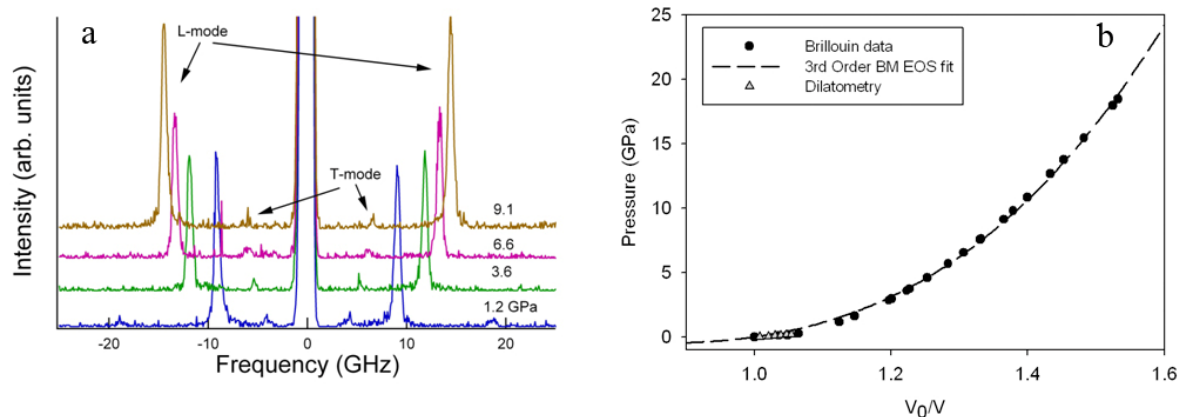 a
L-mode
T-mode
9.1
6.6
3.6
1.2 GPa
Intensity (arb. units)
-20 -10 0 10 20
Frequency (GHz)
b
Brillouin data
3rd Order BM EOS fit
Dilatometry
25
20
15
10
5
0
Pressure (GPa)
1.0 1.2 1.4 1.6
V0/V